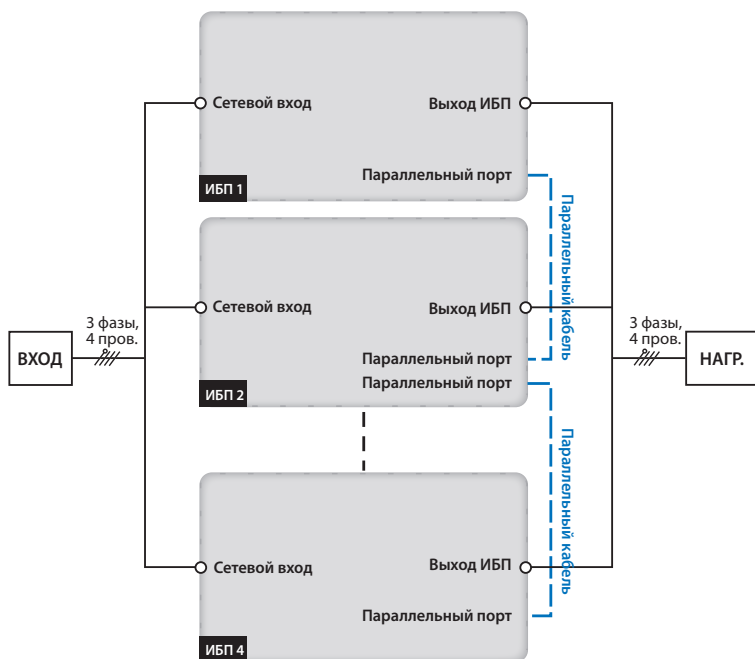 Сетевой вход
Выход ИБП
Параллельный порт
ИБП 1
Параллельный кабель
Сетевой вход
Выход ИБП
3 фазы,
4 пров.
ВХОД
3 фазы,
4 пров.
НАГР.
Параллельный порт
Параллельный порт
ИБП 2
Параллельный кабель
Сетевой вход
Выход ИБП
Параллельный порт
ИБП 4